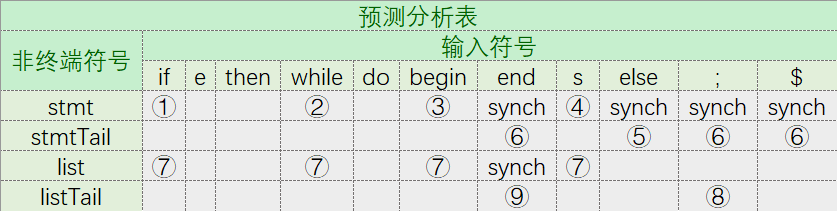 预测分析表
非终端符号 输入符号
if e then while do begin end s else ; $
stmt ① ② ③ synch ④ synch synch synch
stmtTail ⑥ ⑤ ⑥ ⑥
list ⑦ ⑦ ⑦ synch ⑦
listTail ⑨ ⑧